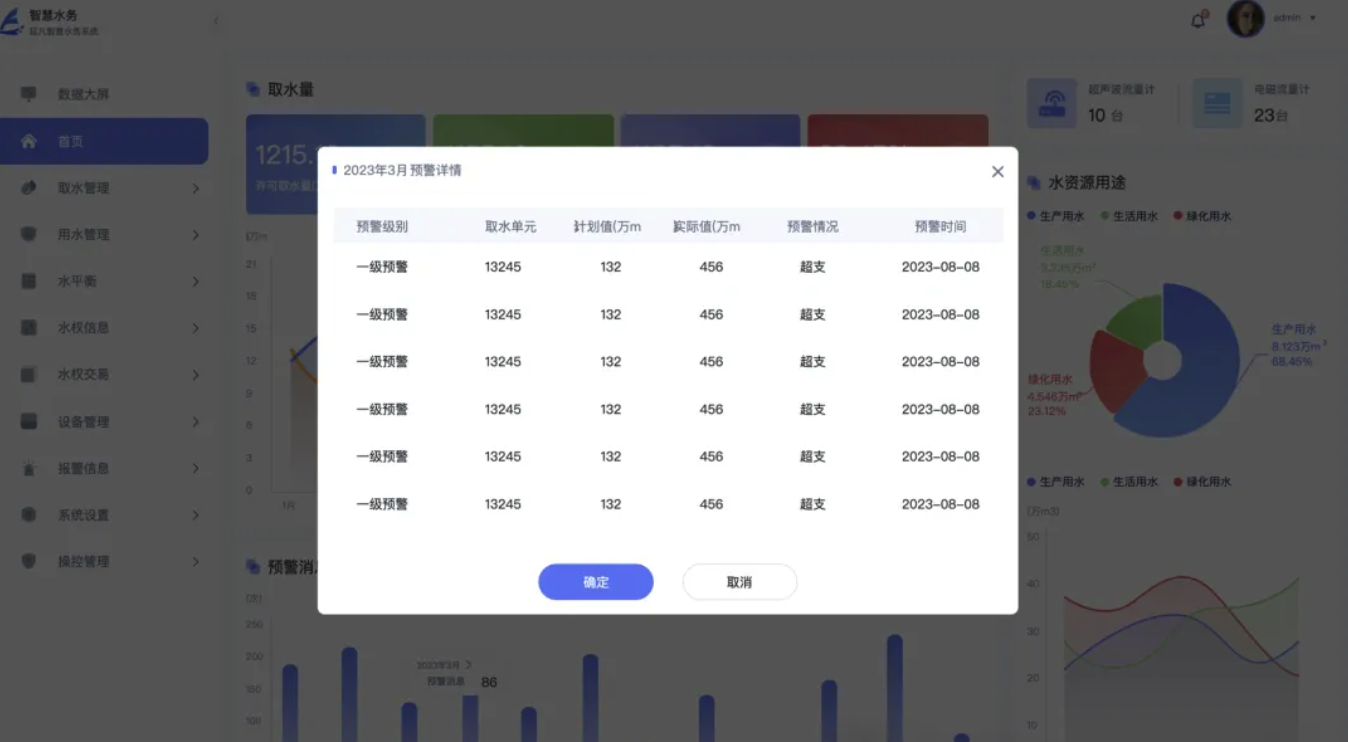 智慧水务
延凡智慧水务系统
admin
数据大屏
首页
取水管理
用水管理
水平衡
水权信息
水权交易
设备管理
报警信息
系统设置
操控管理
取水量
1215.
许可取水量
(万m
21
18
15
12
9
6
3
0
1月
2023年3月预警详情
预警级别 取水单元 计划值(万m 实际值(万m 预警情况 预警时间
一级预警 13245 132 456 超支 2023-08-08
一级预警 13245 132 456 超支 2023-08-08
一级预警 13245 132 456 超支 2023-08-08
一级预警 13245 132 456 超支 2023-08-08
一级预警 13245 132 456 超支 2023-08-08
一级预警 13245 132 456 超支 2023-08-08
确定 取消
预警消
(次)
250
200
150
100
2023年3月
预警消息 86
超声波流量计
10 台
电磁流量计
23台
水资源用途
生产用水 生活用水 绿化用水
生活用水
18.45%
生产用水
8.123万m³
68.45%
绿化用水
4.546万m³
23.12%
生产用水 生活用水 绿化用水
(万m3)
50
40
30
20
10